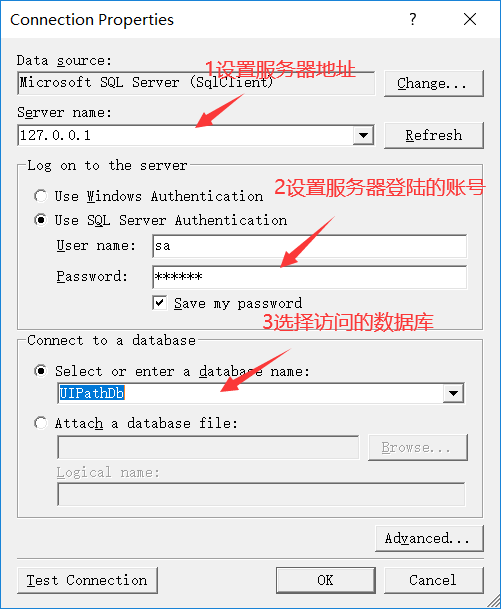 Connection Properties
Data source:
1设置服务器地址
Microsoft SQL Server (SqlClient)
Change...
Server name:
127.0.0.1
Refresh
Log on to the server
Use Windows Authentication
2设置服务器登陆的账号
Use SQL Server Authentication
User name:
sa
Password:
******
Save my password
3选择访问的数据库
Connect to a database
Select or enter a database name:
UIPathDb
Attach a database file:
Browse...
Logical name:
Advanced...
Test Connection
OK
Cancel